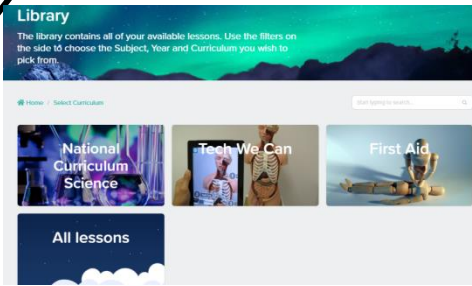 Library
The library contains all of your available lessons. Use the filters on
the side tó choose the Subject, Year and Curriculum you wish to
pick from.
Home / Select Curriculum
Start typing to search...
National
Curriculum
Science
Tech We Can
First Aid
All lessons